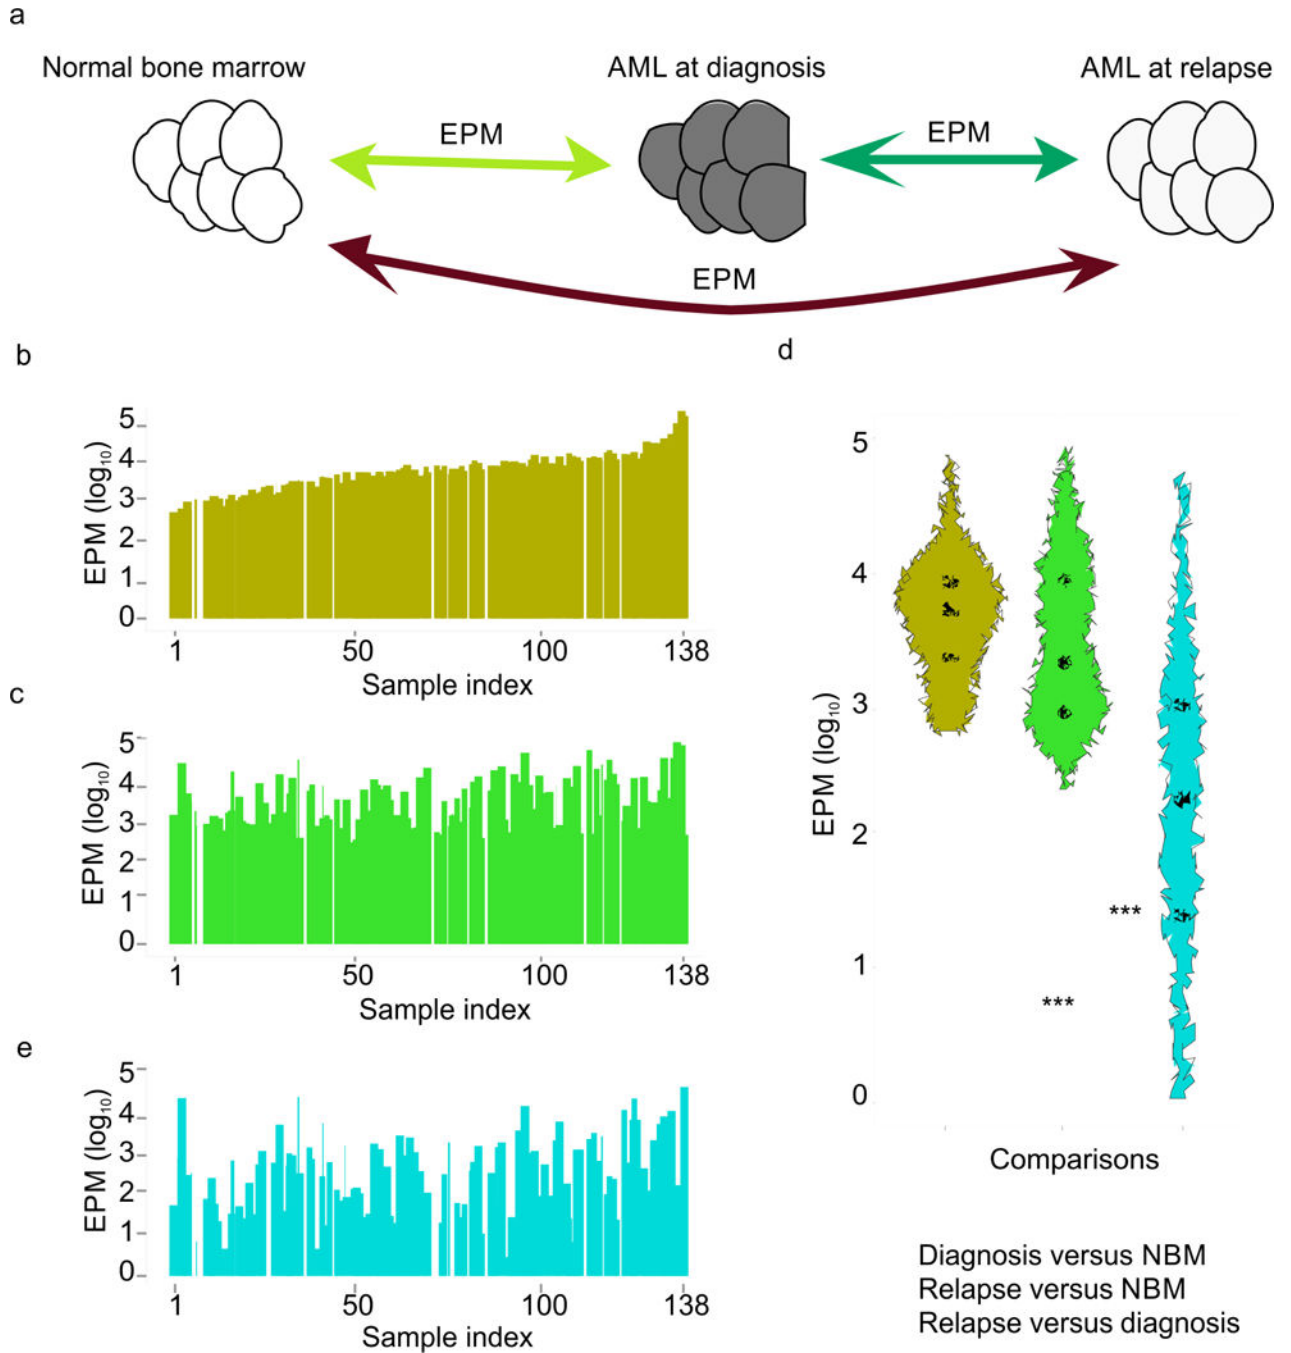 a
Normal bone marrow
AML at diagnosis
AML at relapse
EPM
EPM
EPM
b
5
4
3
2
1
0
EPM (log10)
1
50
100
138
Sample index
c
5
4
3
2
1
0
EPM (log10)
1
50
100
138
Sample index
e
5
4
3
2
1
0
EPM (log10)
1
50
100
138
Sample index
d
5
4
3
2
1
0
EPM (log10)
***
***
Comparisons
Diagnosis versus NBM
Relapse versus NBM
Relapse versus diagnosis